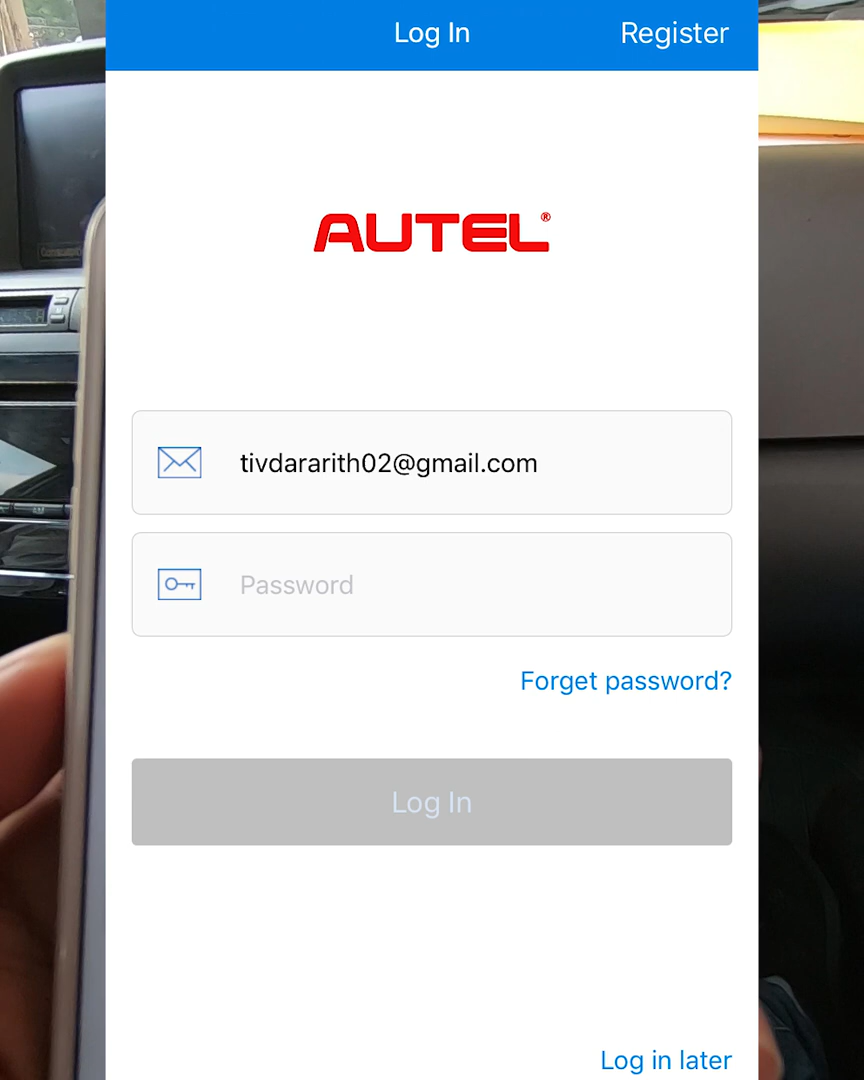 Log In
Register
AUTEL®
tivdararith02@gmail.com
Password
Forget password?
Log In
Log in later